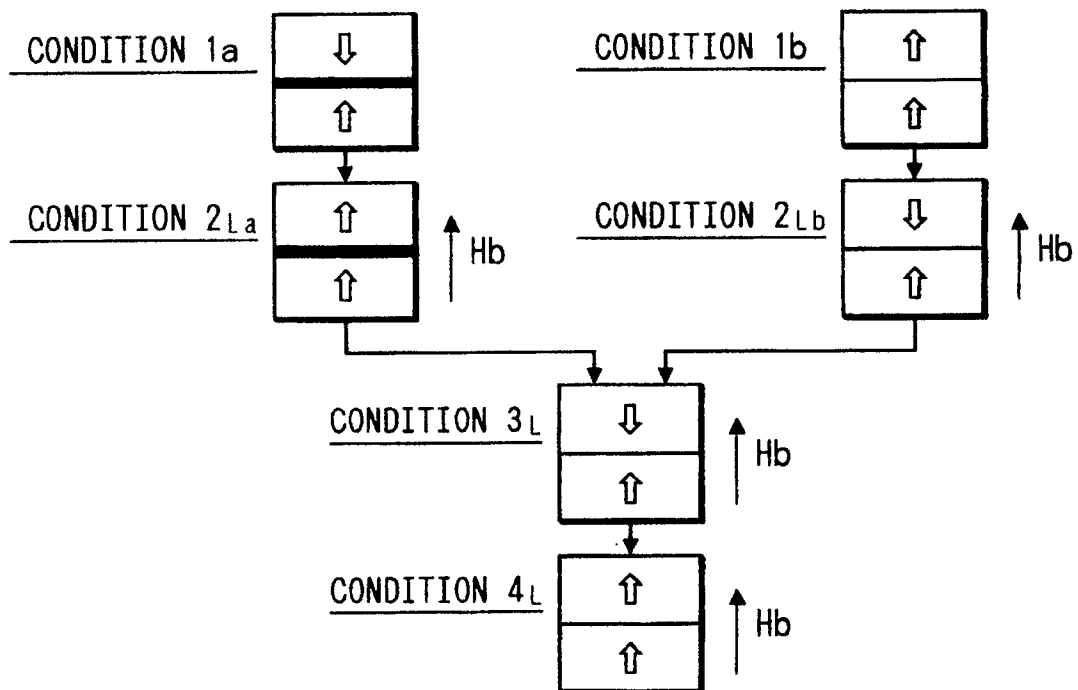 CONDITION 1a
CONDITION 1b
CONDITION 2La
Hb
CONDITION 2Lb
Hb
CONDITION 3L
Hb
CONDITION 4L
Hb